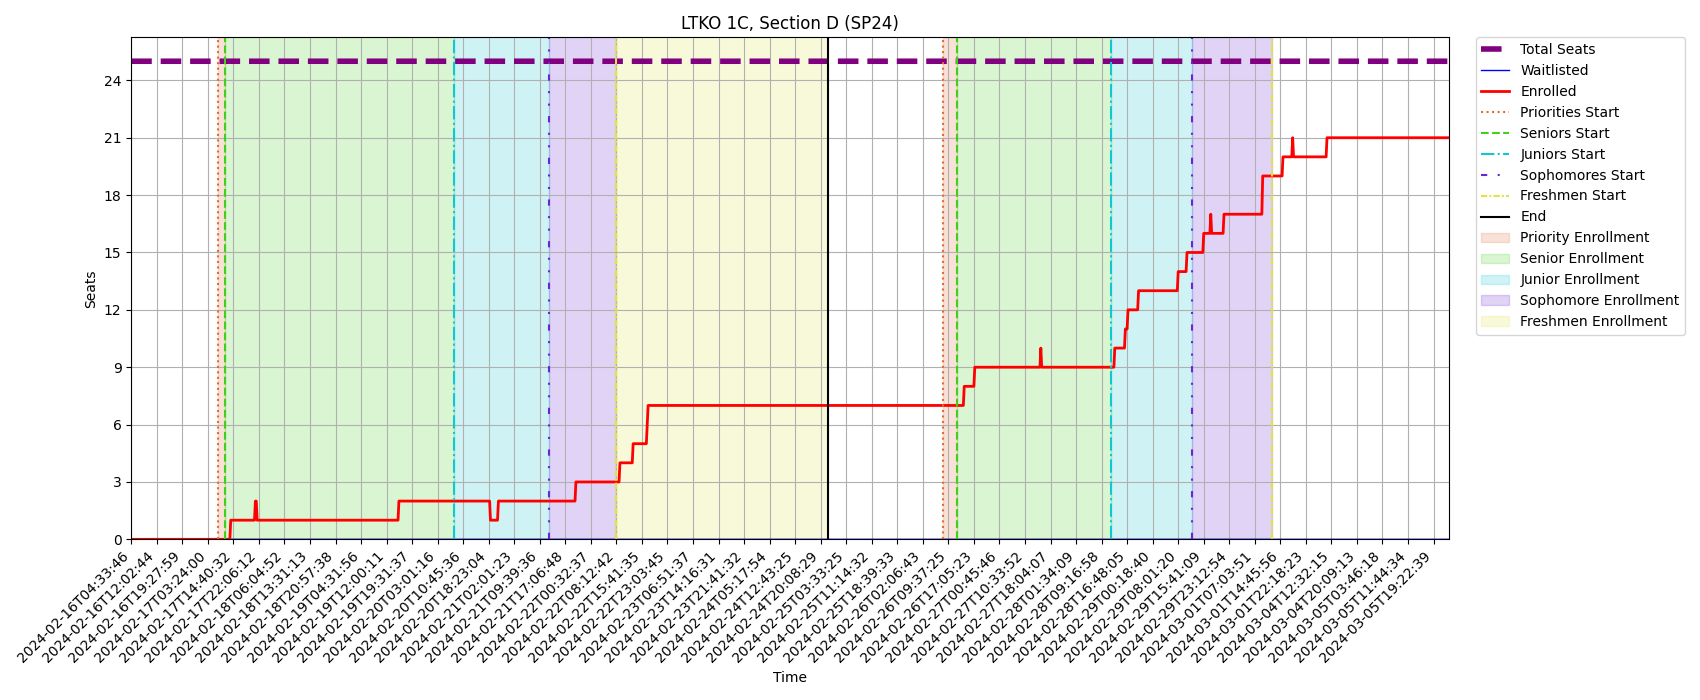 LTKO 1C, Section D (SP24)
Total Seats
Waitlisted
Enrolled
Priorities Start
Seniors Start
Juniors Start
Sophomores Start
Freshmen Start
End
Priority Enrollment
Senior Enrollment
Junior Enrollment
Sophomore Enrollment
Freshmen Enrollment
Seats
24
21
18
15
12
9
6
3
0
2024-02-16T04:33:46
2024-02-16T12:02:44
2024-02-16T19:27:59
2024-02-17T03:24:00
2024-02-17T14:40:32
2024-02-17T22:06:12
2024-02-18T06:04:52
2024-02-18T13:31:13
2024-02-18T20:57:38
2024-02-19T04:31:56
2024-02-19T12:00:11
2024-02-19T19:31:37
2024-02-20T03:01:16
2024-02-20T10:45:36
2024-02-20T18:23:04
2024-02-21T02:01:23
2024-02-21T09:39:36
2024-02-21T17:06:48
2024-02-22T00:32:37
2024-02-22T08:12:42
2024-02-22T15:41:35
2024-02-22T23:03:45
2024-02-23T06:51:37
2024-02-23T14:16:31
2024-02-23T21:41:32
2024-02-24T05:17:54
2024-02-24T12:43:25
2024-02-24T20:08:29
2024-02-25T03:33:25
2024-02-25T11:14:32
2024-02-25T18:39:33
2024-02-26T02:06:43
2024-02-26T09:37:25
2024-02-26T17:05:23
2024-02-27T00:45:46
2024-02-27T10:33:52
2024-02-27T18:04:07
2024-02-28T01:34:09
2024-02-28T09:16:58
2024-02-28T16:48:05
2024-02-29T00:18:40
2024-02-29T08:01:20
2024-02-29T15:41:09
2024-02-29T23:12:54
2024-03-01T07:03:51
2024-03-01T14:45:56
2024-03-01T22:18:23
2024-03-04T12:32:15
2024-03-04T20:09:13
2024-03-05T03:46:18
2024-03-05T11:44:34
2024-03-05T19:22:39
Time